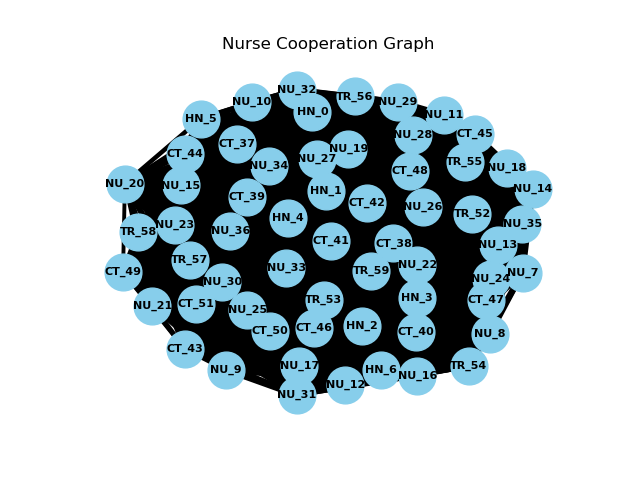 Nurse Cooperation Graph
NU_32
TR_56
NU_10
NU_29
HN_0
NU_11
HN_5
CT_45
NU_28
CT_37
NU_19
CT_44
NU_27
TR_55
NU_34
NU_18
CT_48
NU_20
NU_15
NU_14
HN_1
CT_39
CT_42
NU_26
TR_52
HN_4
NU_35
NU_23
NU_36
TR_58
CT_41
CT_38
NU_13
TR_57
NU_22
NU_33
TR_59
CT_49
NU_7
NU_24
NU_30
HN_3
TR_53
CT_47
CT_51
NU_21
NU_25
HN_2
CT_46
CT_50
CT_40
NU_8
CT_43
NU_17
TR_54
NU_9
HN_6
NU_16
NU_12
NU_31